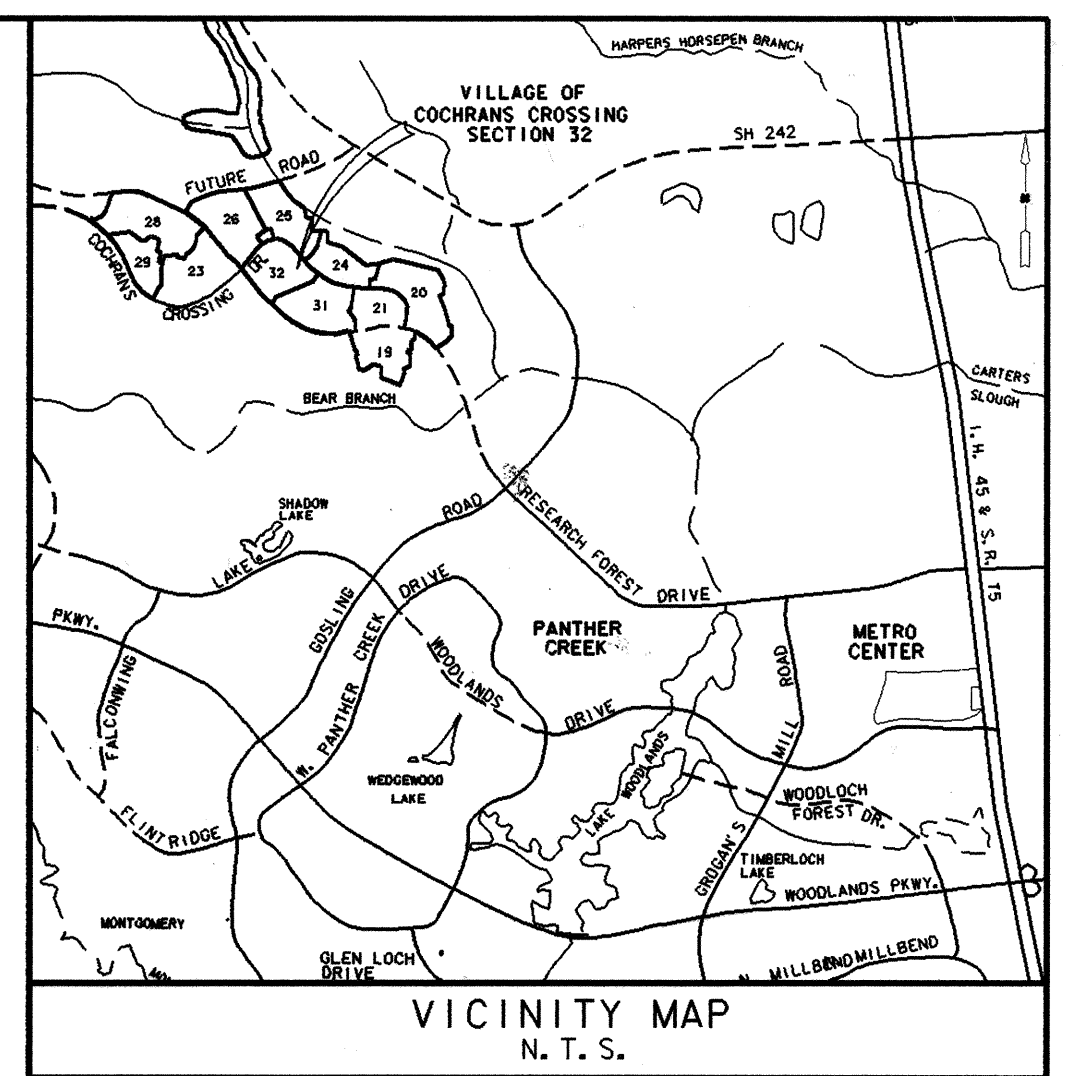 HARPERS HORSEPEN BRANCH
VILLAGE OF
COCHRANS CROSSING
SECTION 32
SH 242
FUTURE ROAD
28
26
25
29
23
32
24
20
31
21
19
COCHRANS
CROSSING
DR.
CARTERS
SLOUGH
BEAR BRANCH
I. H. 45 & S. R. 75
SHADOW
LAKE
ROAD
RESEARCH FOREST
DRIVE
LAKE
GOSLING
DRIVE
PKWY.
W. PANTHER CREEK
PANTHER
CREEK
METRO
CENTER
WOODLANDS
DRIVE
ROAD
MILL
FALCONWING
WEDGEWOOD
LAKE
LAKE WOODLANDS
WOODLOCH
FOREST DR.
FLINTRIDGE
GROGAN'S
TIMBERLOCH
LAKE
WOODLANDS PKWY.
MONTGOMERY
GLEN LOCH
DRIVE
N. MILLBEND
MILLBEND
VICINITY MAP
N. T. S.